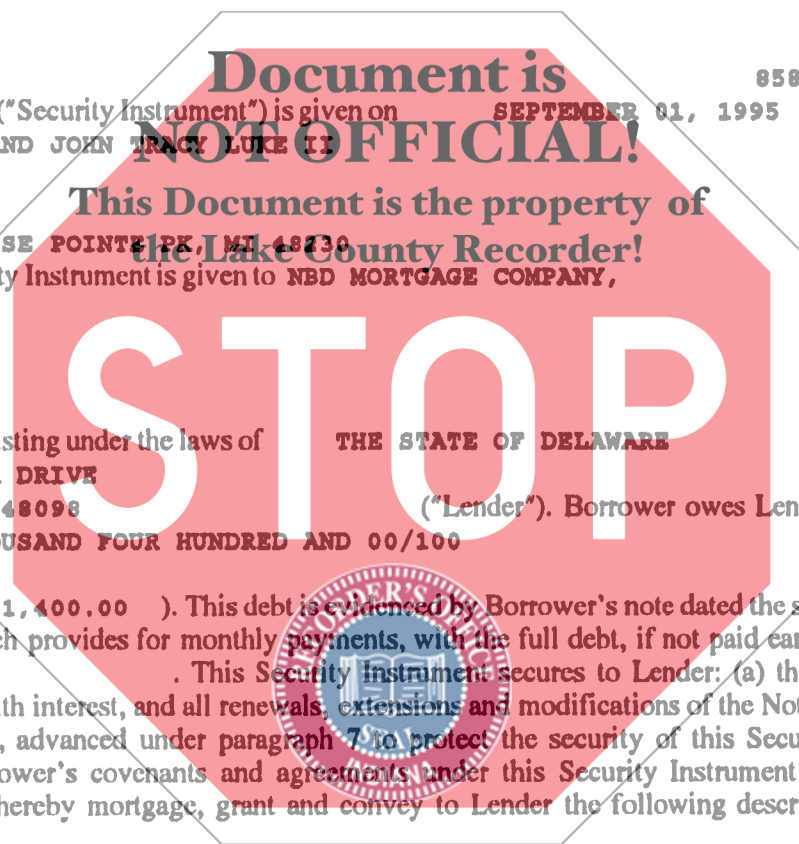 Document is
858
("Security Instrument") is given on SEPTEMBER 01, 1995
NOT OFFICIAL!
ND JOHN TRACY LUKE II
This Document is the property of
SE POINTE PK, MI 48230
the Lake County Recorder!
ty Instrument is given to NBD MORTGAGE COMPANY,
STOP
sting under the laws of THE STATE OF DELAWARE
DRIVE
48098 ("Lender"). Borrower owes Len
USAND FOUR HUNDRED AND 00/100
1,400.00 ). This debt is evidenced by Borrower's note dated the s
ch provides for monthly payments, with the full debt, if not paid ear
. This Security Instrument secures to Lender: (a) th
th interest, and all renewals, extensions and modifications of the Not
, advanced under paragraph 7 to protect the security of this Secu
ower's covenants and agreements under this Security Instrument
hereby mortgage, grant and convey to Lender the following descri
SEAL
INDIANA